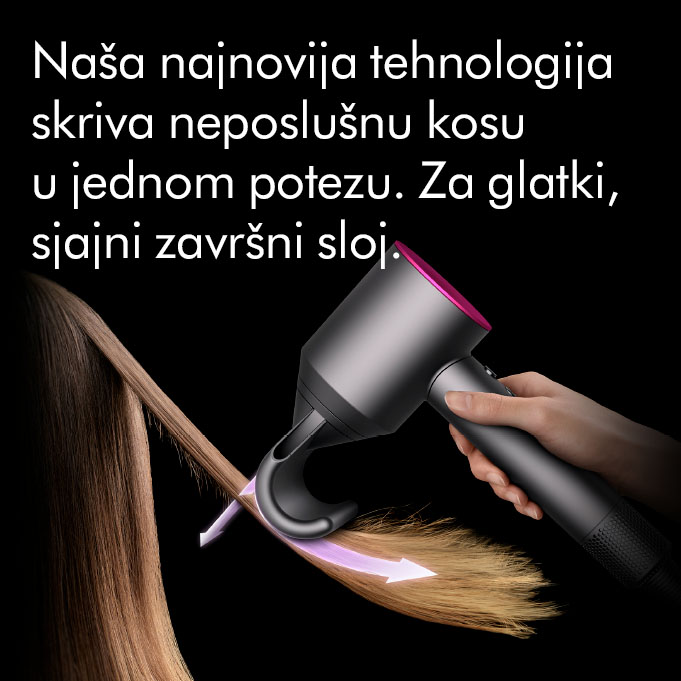 Naša najnovija tehnologija
skriva neposlušnu kosu
u jednom potezu. Za glatki,
sjajni završni sloj.